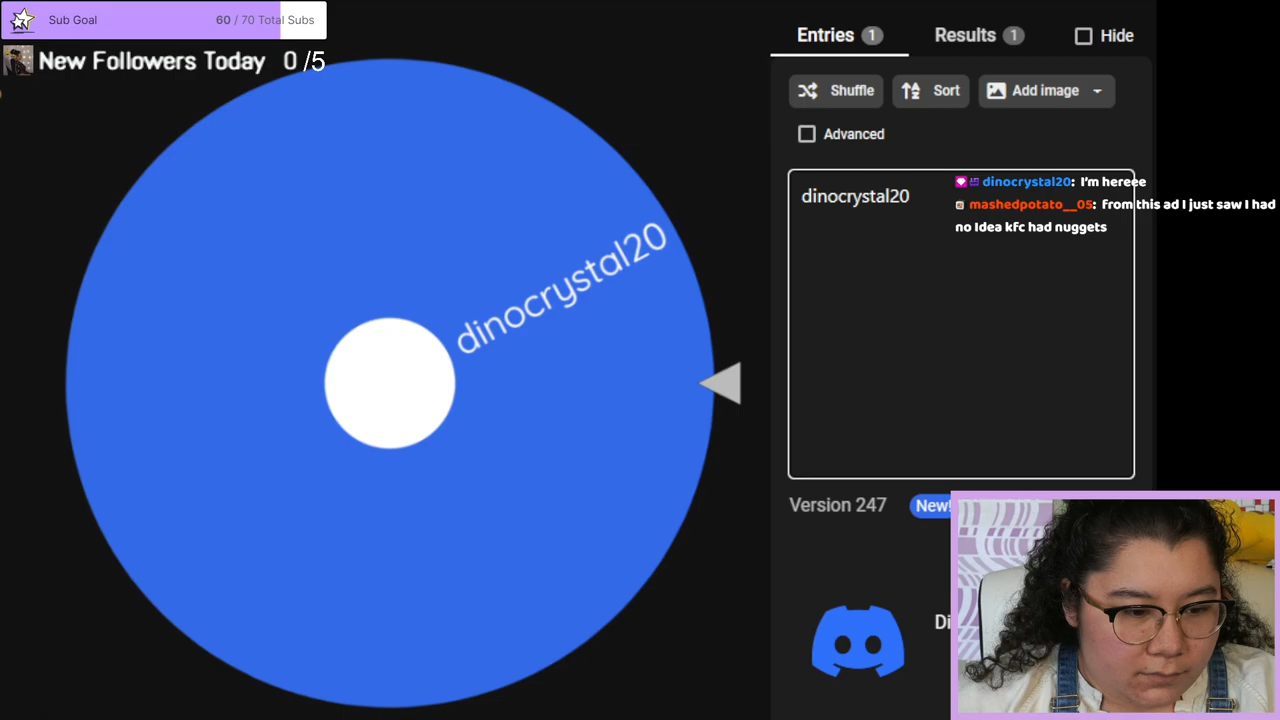 Sub Goal
60 / 70 Total Subs
New Followers Today 0 /5
Entries 1
Results 1
Hide
Shuffle
Sort
Add image
Advanced
dinocrystal20
dinocrystal20: I'm hereee
mashedpotato__05: from this ad I just saw I had
no Idea kfc had nuggets
dinocrystal20
Version 247
New!
Di